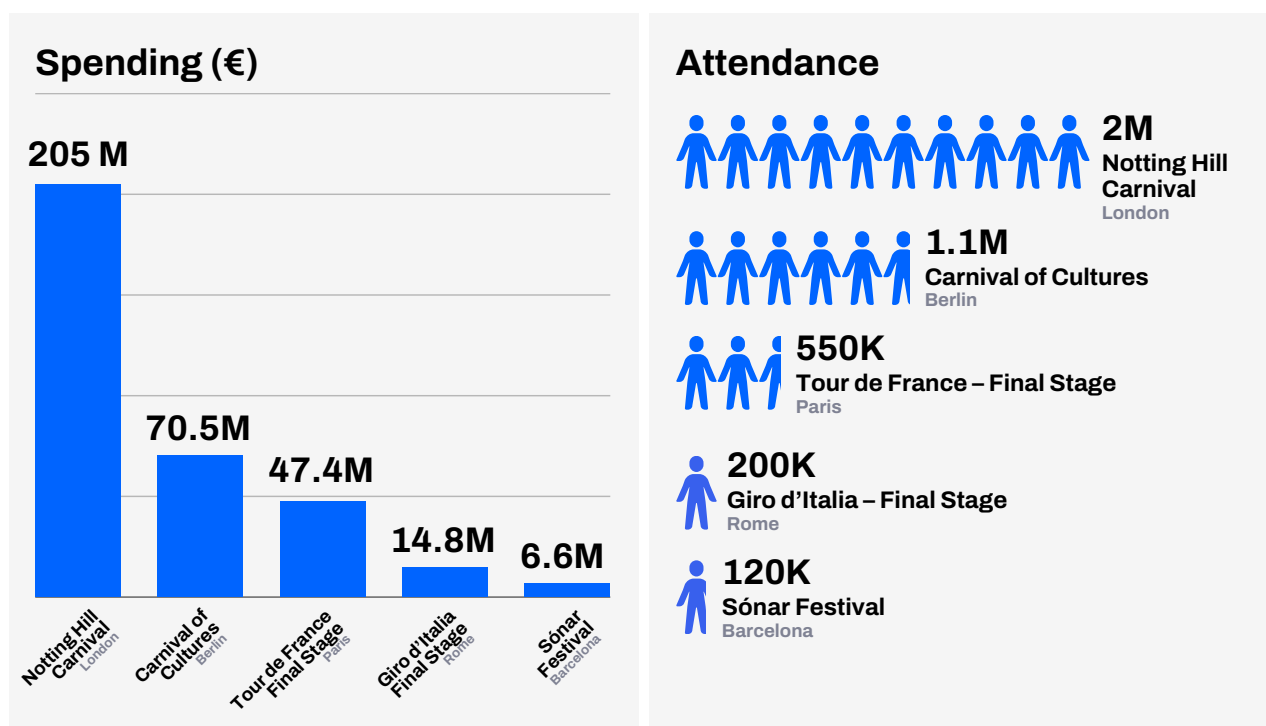 Spending (€)
205 M
70.5M
47.4M
14.8M
6.6M
Notting Hill
Carnival
London
Carnival of
Cultures
Berlin
Tour de France
Final Stage
Paris
Giro d’Italia
Final Stage
Rome
Sónar
Festival
Barcelona
Attendance
2M
Notting Hill
Carnival
London
1.1M
Carnival of Cultures
Berlin
550K
Tour de France – Final Stage
Paris
200K
Giro d’Italia – Final Stage
Rome
120K
Sónar Festival
Barcelona